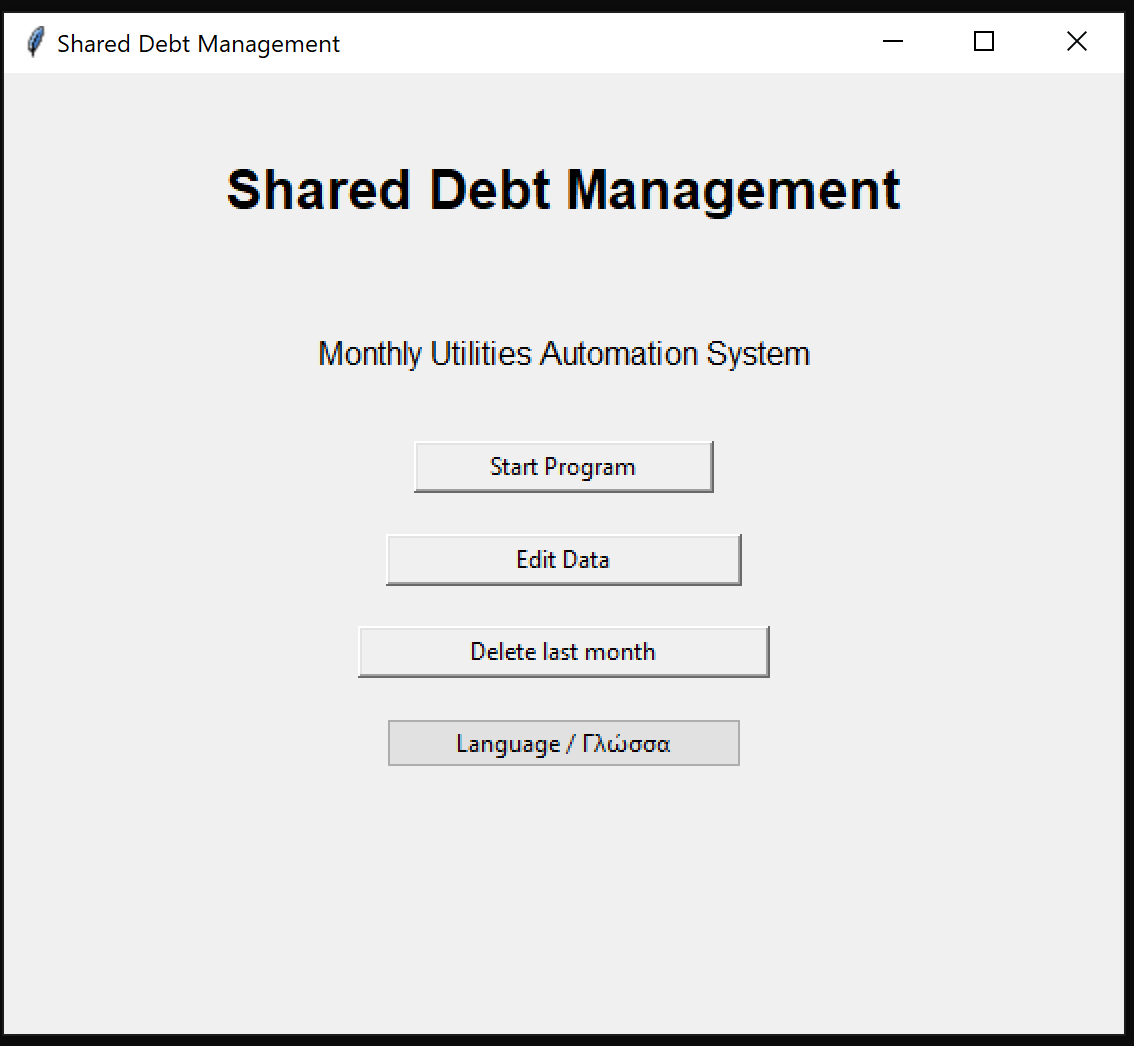 Shared Debt Management
Shared Debt Management
Monthly Utilities Automation System
Start Program
Edit Data
Delete last month
Language / Γλώσσα